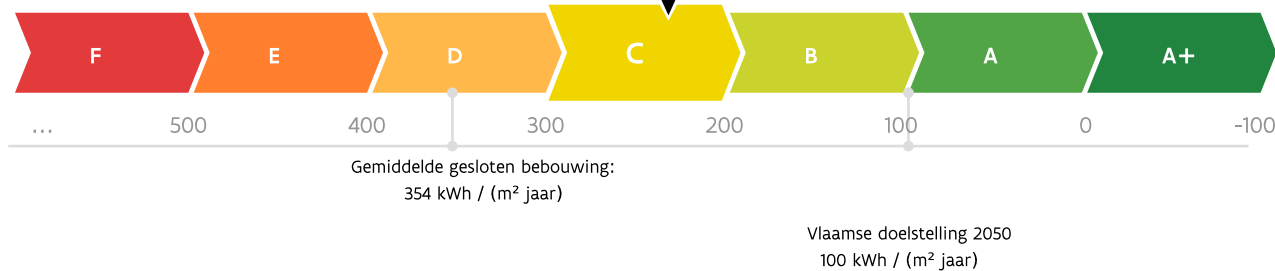 F E D C B A A+
... 500 400 300 200 100 0 -100
Gemiddelde gesloten bebouwing:
354 kWh / (m² jaar)
Vlaamse doelstelling 2050
100 kWh / (m² jaar)